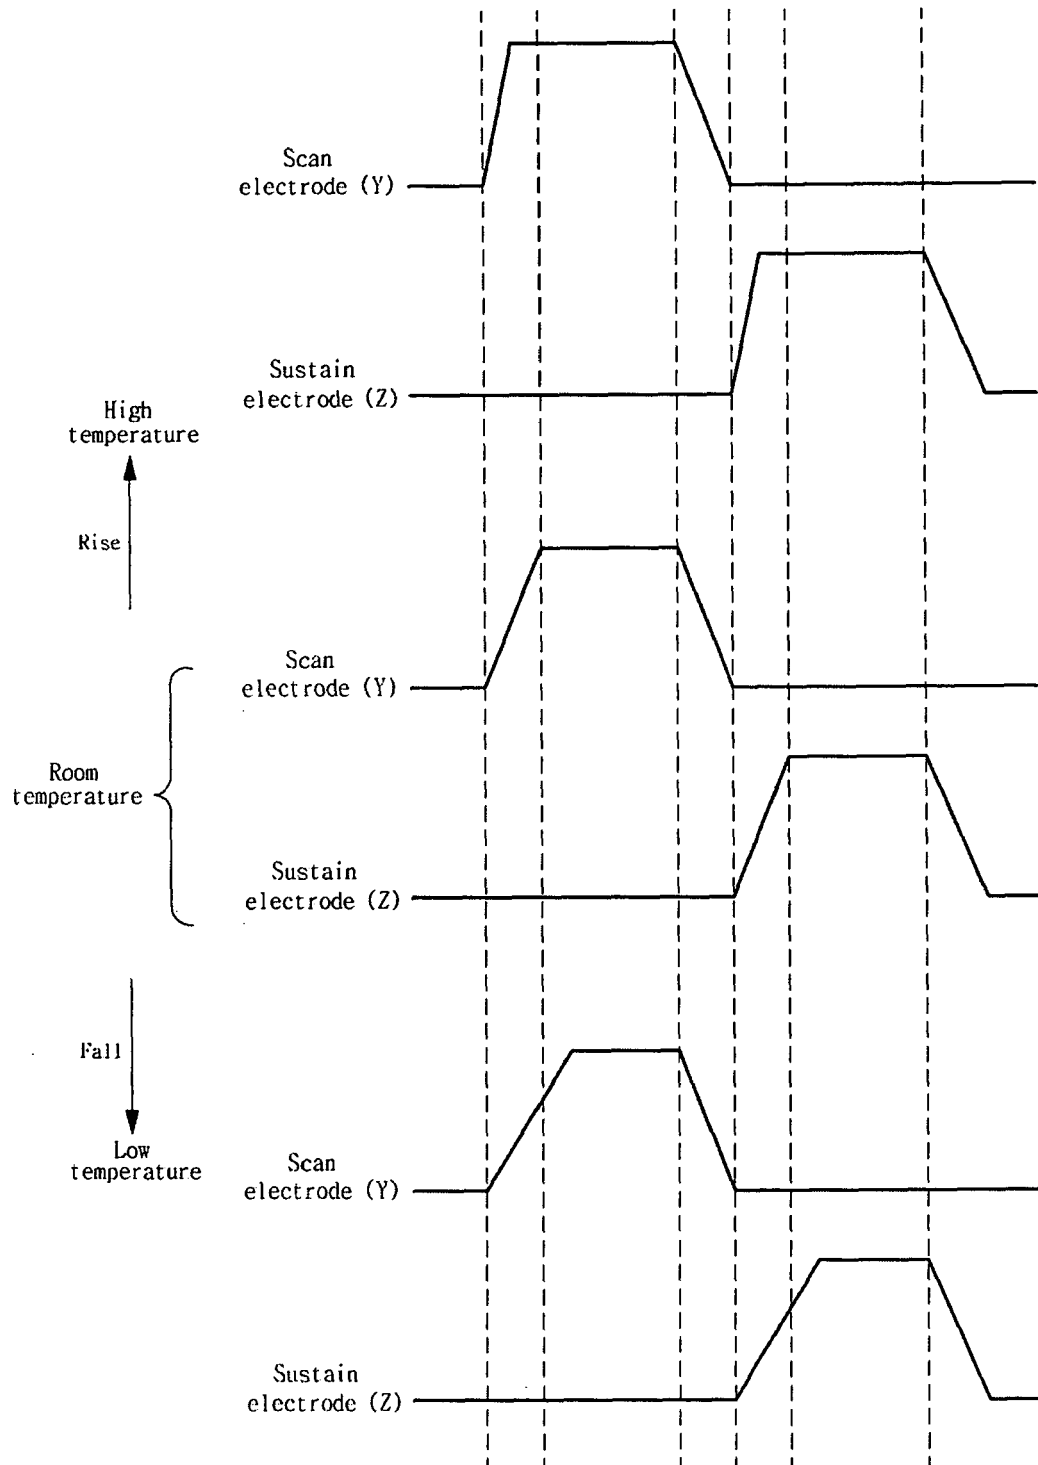 Scan
electrode (Y)
Sustain
electrode (Z)
High
temperature
Rise
Scan
electrode (Y)
Room
temperature
Sustain
electrode (Z)
Fall
Low
temperature
Scan
electrode (Y)
Sustain
electrode (Z)